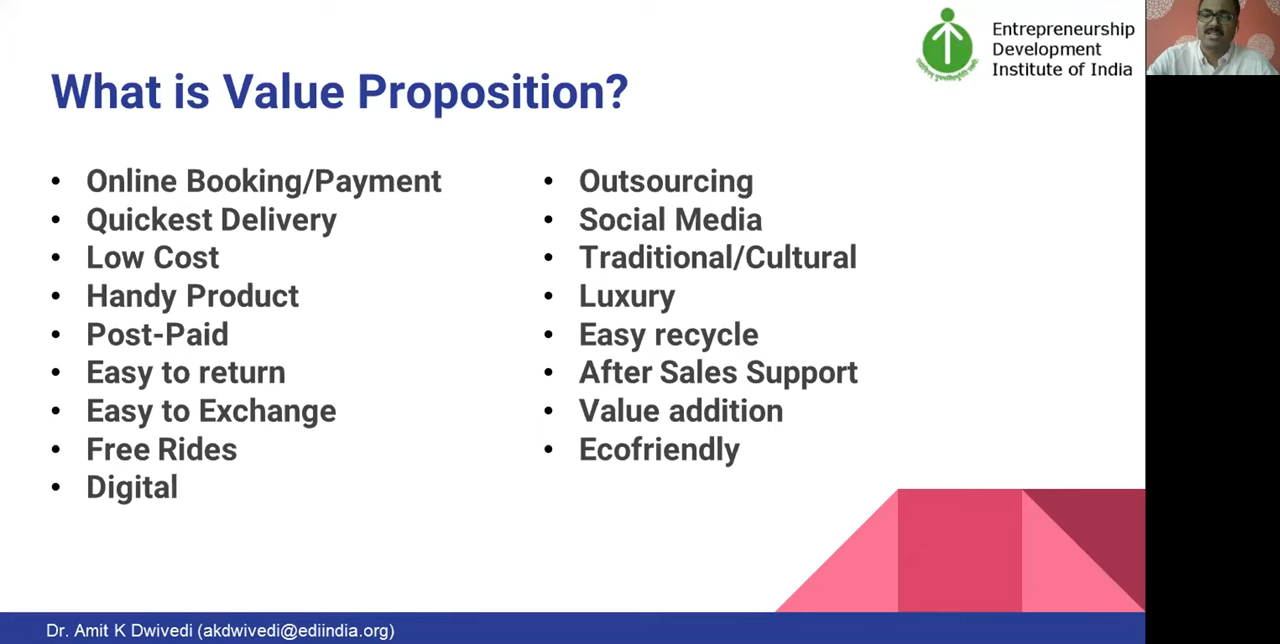 Entrepreneurship
Development
Institute of India
What is Value Proposition?
• Online Booking/Payment
• Quickest Delivery
• Low Cost
• Handy Product
• Post-Paid
• Easy to return
• Easy to Exchange
• Free Rides
• Digital
• Outsourcing
• Social Media
• Traditional/Cultural
• Luxury
• Easy recycle
• After Sales Support
• Value addition
• Ecofriendly
Dr. Amit K Dwivedi (akdwivedi@ediindia.org)